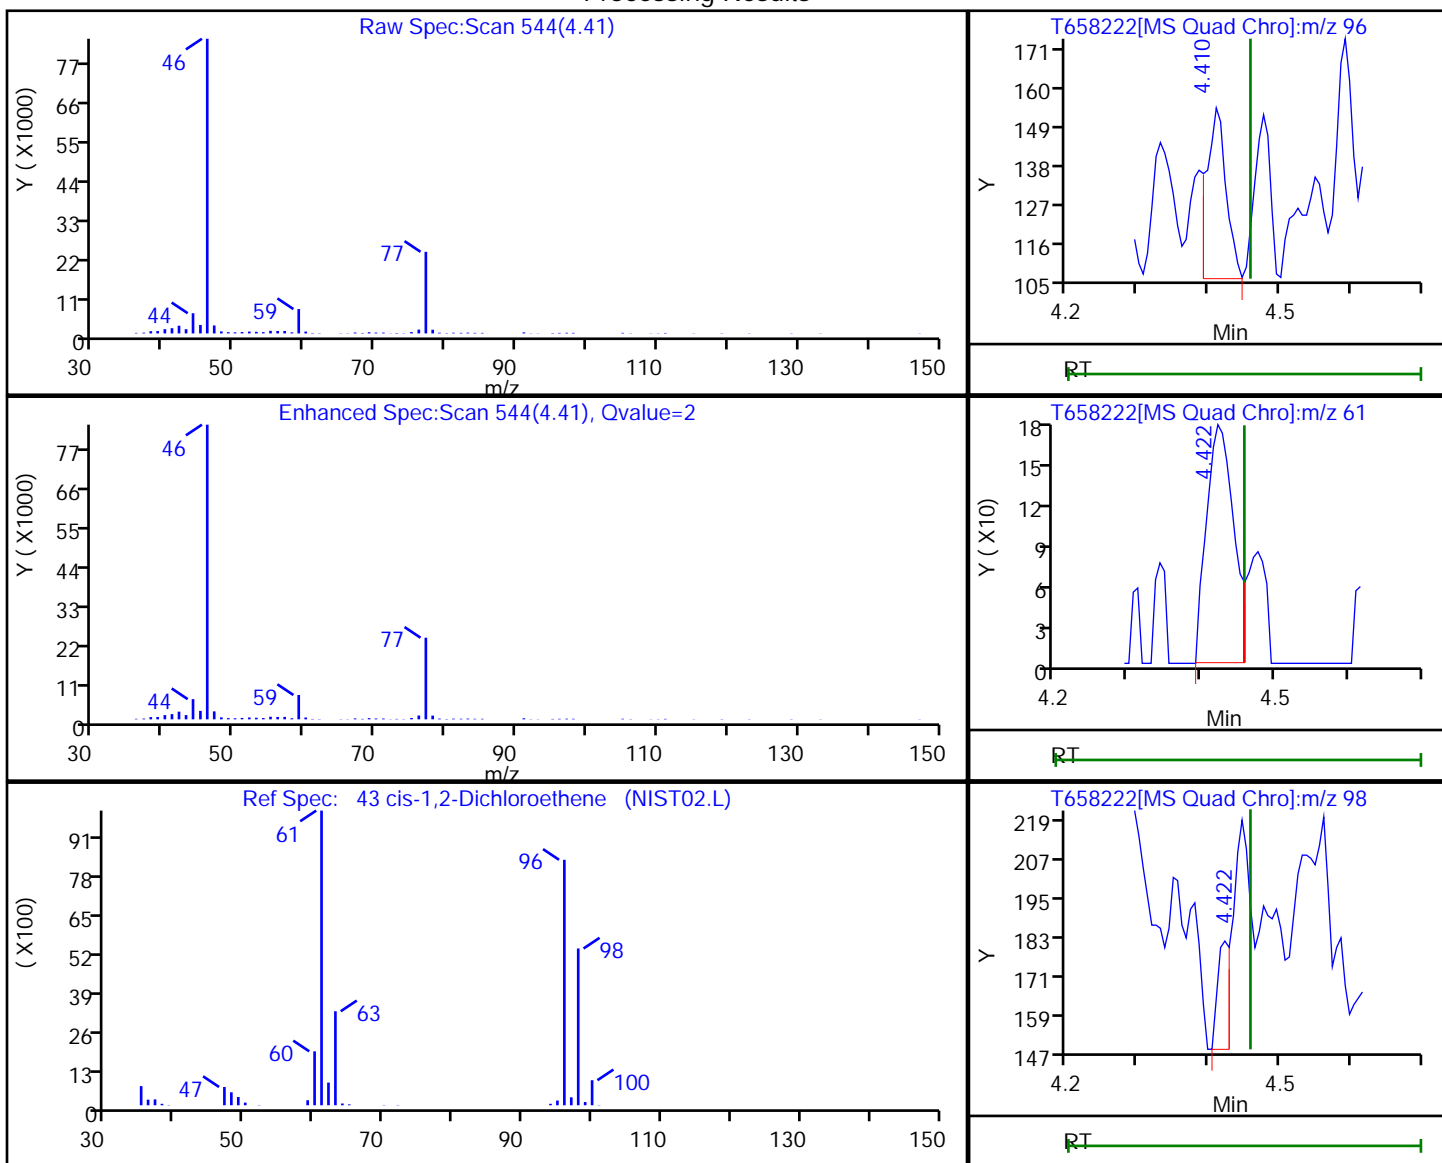 Processing Results
Raw Spec:Scan 544(4.41)
Y ( X1000)
77
66
55
44
33
22
11
0
46
44
59
77
30 50 70 90 110 130 150
m/z
T658222[MS Quad Chro]:m/z 96
Y
171
160
149
138
127
116
105
4.410
4.2 4.5
Min
RT
Enhanced Spec:Scan 544(4.41), Qvalue=2
Y ( X1000)
77
66
55
44
33
22
11
0
46
44
59
77
30 50 70 90 110 130 150
m/z
T658222[MS Quad Chro]:m/z 61
Y ( X10)
18
15
12
9
6
3
0
4.422
4.2 4.5
Min
RT
Ref Spec: 43 cis-1,2-Dichloroethene (NIST02.L)
( X100)
91
78
65
52
39
26
13
0
61
96
98
63
60
47
100
30 50 70 90 110 130 150
T658222[MS Quad Chro]:m/z 98
Y
219
207
195
183
171
159
147
4.422
4.2 4.5
Min
RT